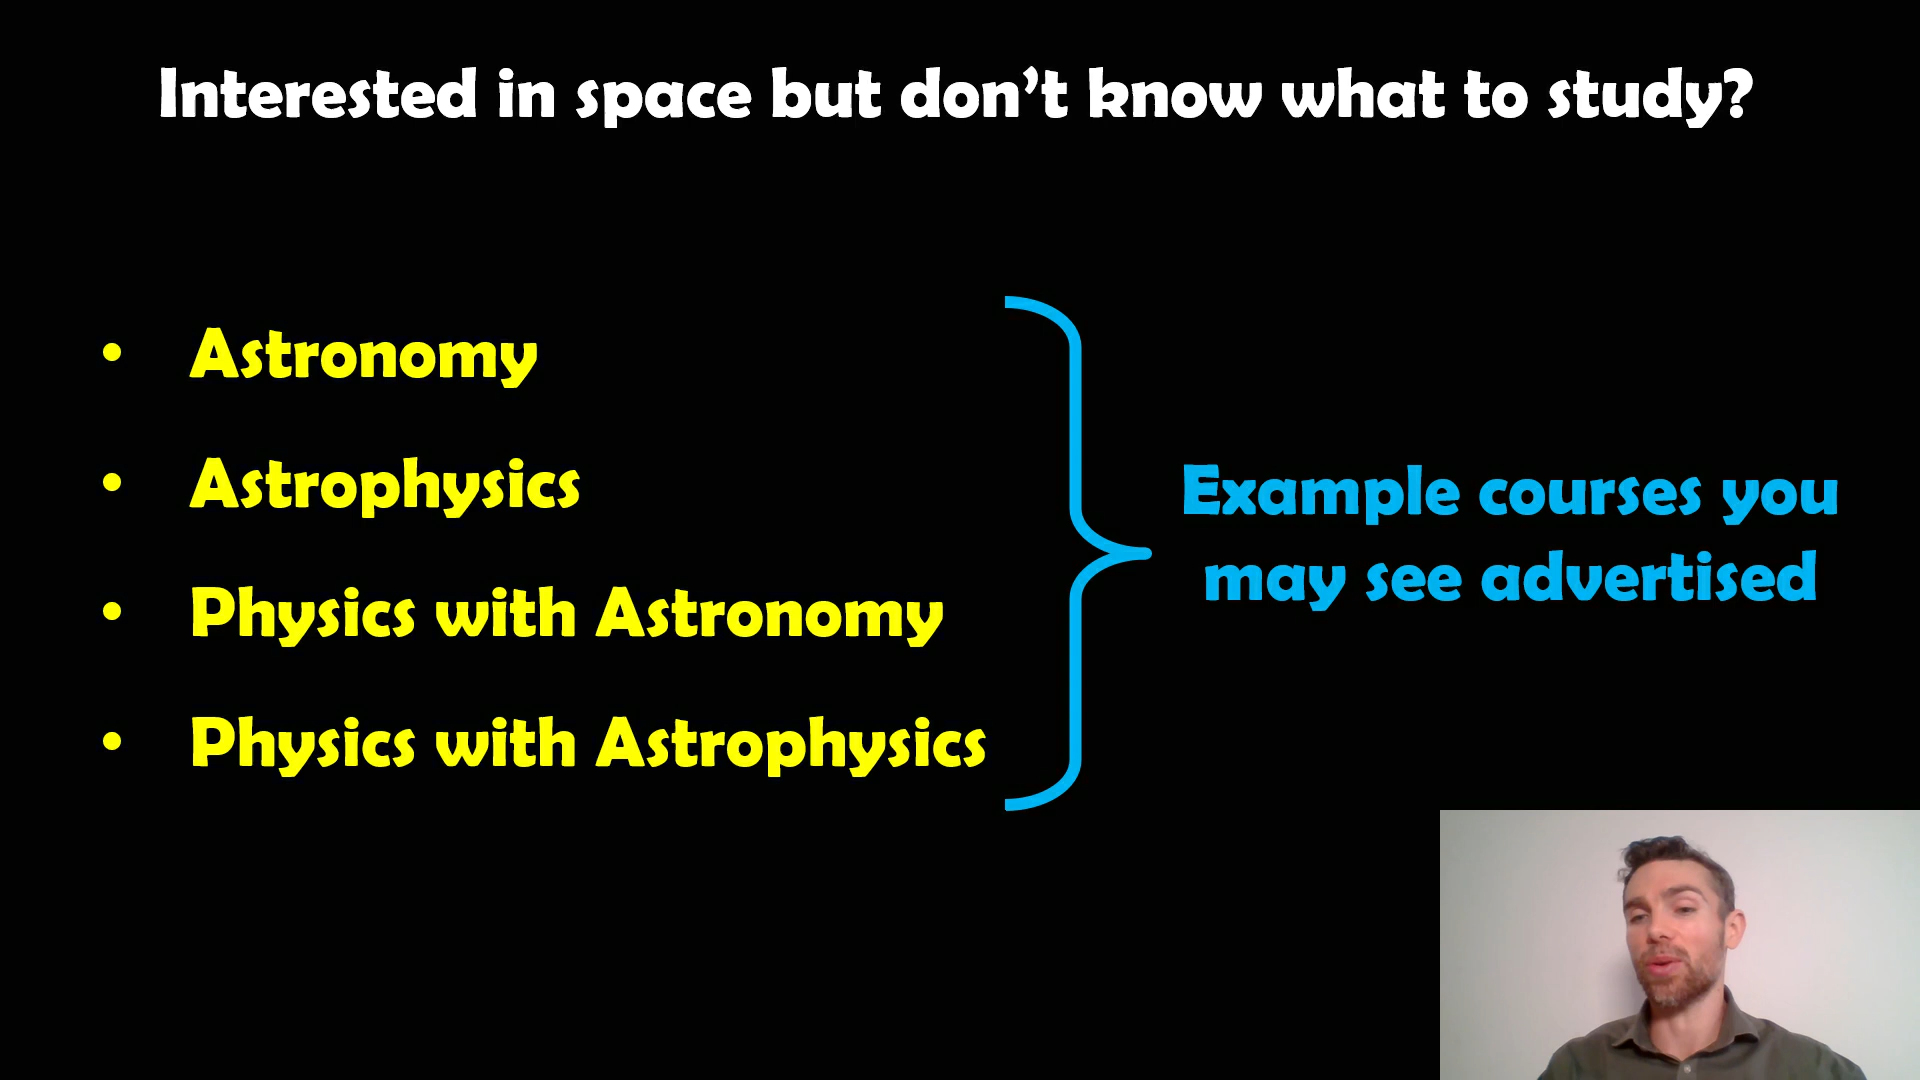 Interested in space but don’t know what to study?
• Astronomy
• Astrophysics
• Physics with Astronomy
• Physics with Astrophysics
Example courses you
may see advertised